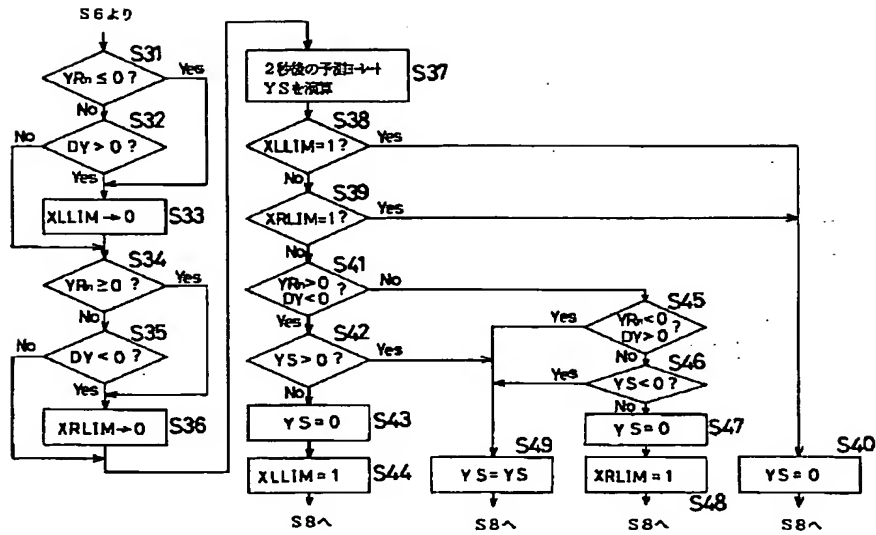 S6より
S31
YRn≤0?
Yes
No
S32
DY>0?
No
Yes
XLLIM→0
S33
S34
YRn≥0?
Yes
No
S35
DY<0?
No
Yes
XRLIM→0
S36
2秒後の予測ヨーレート
YSを演算
S37
S38
XLLIM=1?
Yes
No
S39
XRLIM=1?
Yes
No
S41
YRn>0
DY<0 ?
No
Yes
S42
YS>0?
Yes
No
YS=0
S43
XLLIM=1
S44
S8へ
S45
YRn<0
DY>0 ?
Yes
No
S46
YS<0?
Yes
No
YS=0
S47
XRLIM=1
S48
S8へ
S49
YS=YS
S8へ
S40
YS=0
S8へ